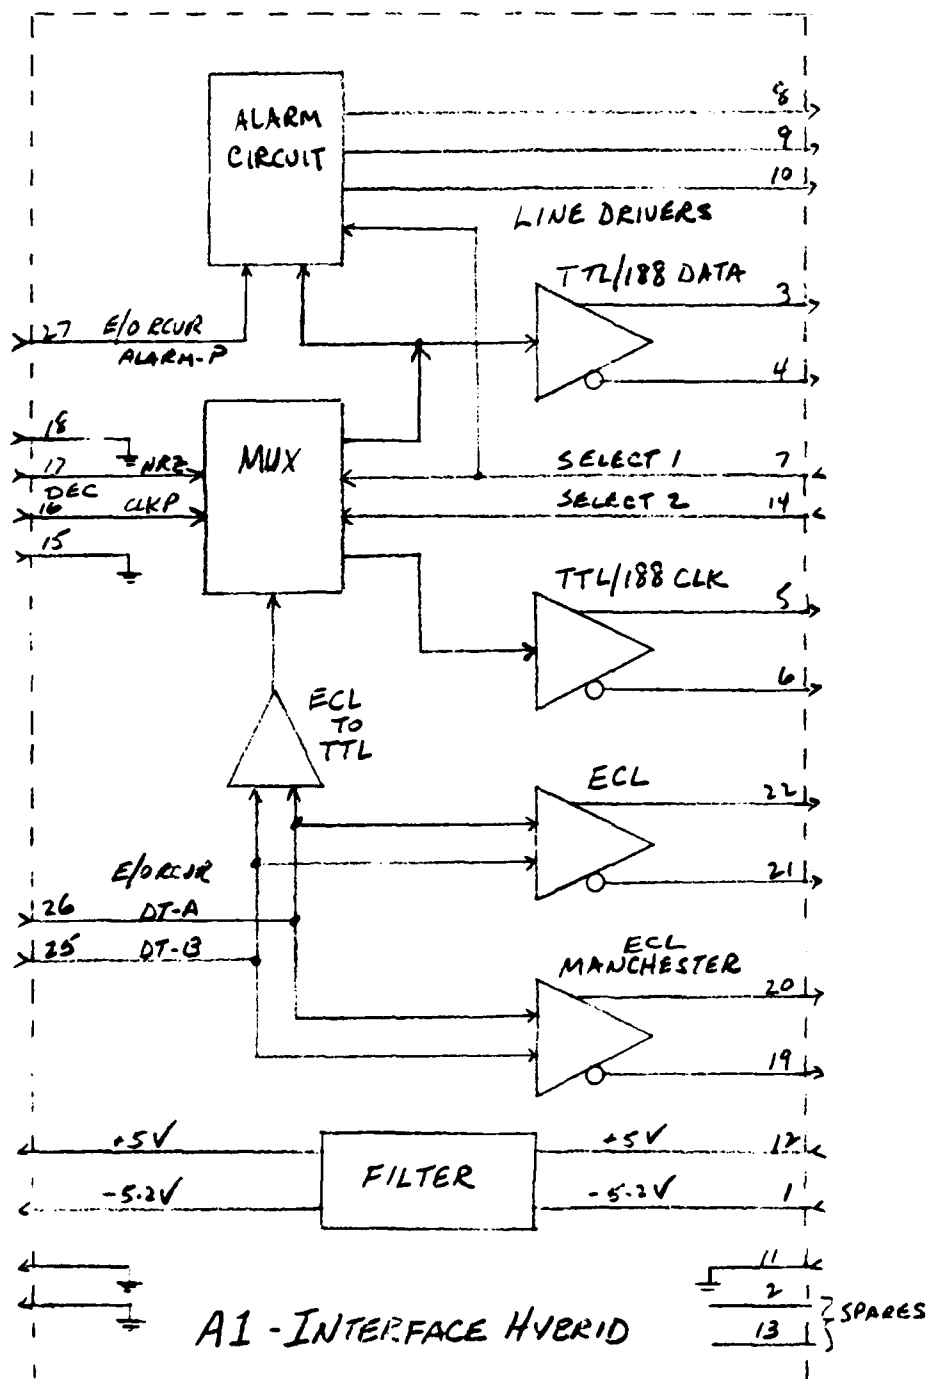 ALARM
CIRCUIT
8
9
10
LINE DRIVERS
TTL/188 DATA
3
4
27 E/O RCVR
ALARM-P
18
17 NRZ
DEC
16 CLKP
15
MUX
SELECT 1 7
SELECT 2 14
TTL/188 CLK
5
6
ECL
TO
TTL
ECL
22
21
E/O RCVR
26 DT-A
25 DT-B
ECL
MANCHESTER
20
19
+5V
-5.2V
FILTER
+5V 12
-5.2V 1
11
2
13
SPARES
A1 - INTERFACE HYBRID